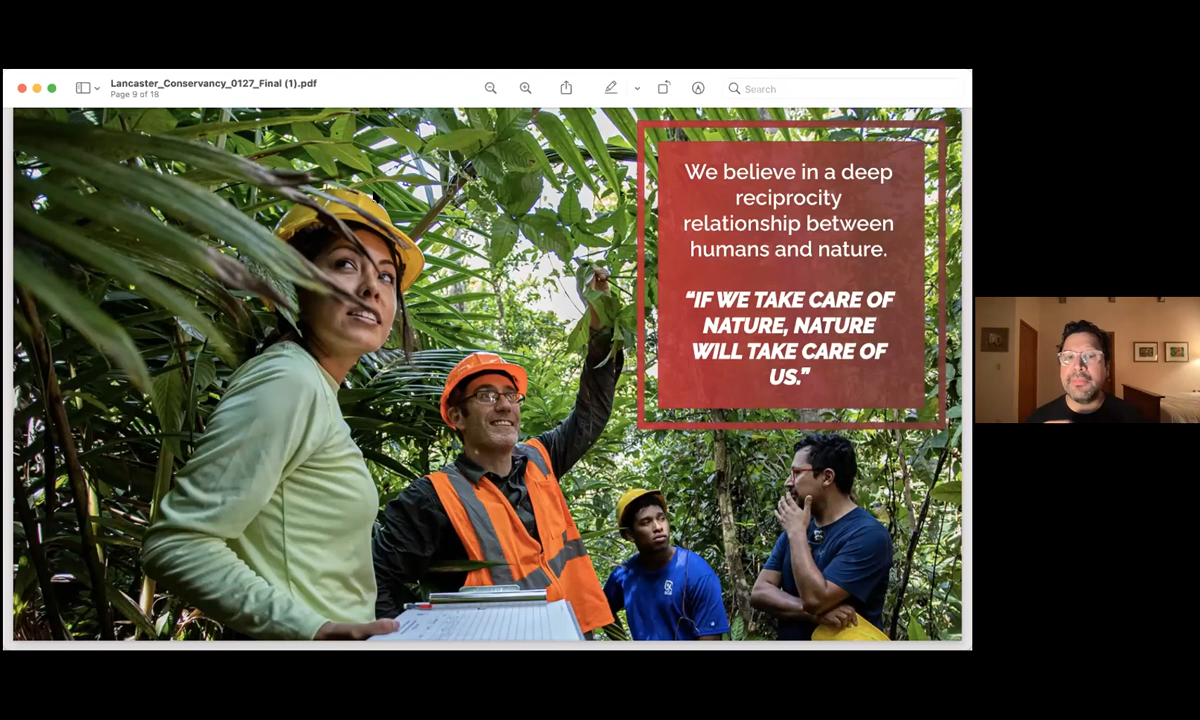 Lancaster_Conservancy_0127_Final (1).pdf
Page 9 of 18
Search
We believe in a deep
reciprocity
relationship between
humans and nature.
“IF WE TAKE CARE OF
NATURE, NATURE
WILL TAKE CARE OF
US.”